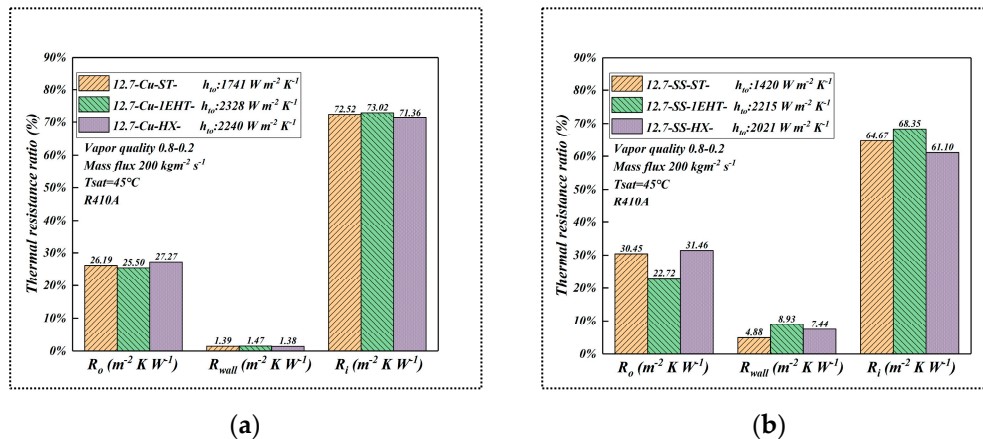 90%
80%
70%
60%
50%
40%
30%
20%
10%
0%
Thermal resistance ratio (%)
12.7-Cu-ST- hto:1741 W m-2 K-1
12.7-Cu-1EHT- hto:2328 W m-2 K-1
12.7-Cu-HX- hto:2240 W m-2 K-1
Vapor quality 0.8-0.2
Mass flux 200 kgm-2 s-1
Tsat=45°C
R410A
26.19 25.50 27.27
1.39 1.47 1.38
72.52 73.02 71.36
Ro (m-2 K W-1) Rwall (m-2 K W-1) Ri (m-2 K W-1)
(a)
90%
80%
70%
60%
50%
40%
30%
20%
10%
0%
Thermal resistance ratio (%)
12.7-SS-ST- hto:1420 W m-2 K-1
12.7-SS-1EHT- hto:2215 W m-2 K-1
12.7-SS-HX- hto:2021 W m-2 K-1
Vapor quality 0.8-0.2
Mass flux 200 kgm-2 s-1
Tsat=45°C
R410A
30.45 22.72 31.46
4.88 8.93 7.44
64.67 68.35 61.10
Ro (m-2 K W-1) Rwall (m-2 K W-1) Ri (m-2 K W-1)
(b)